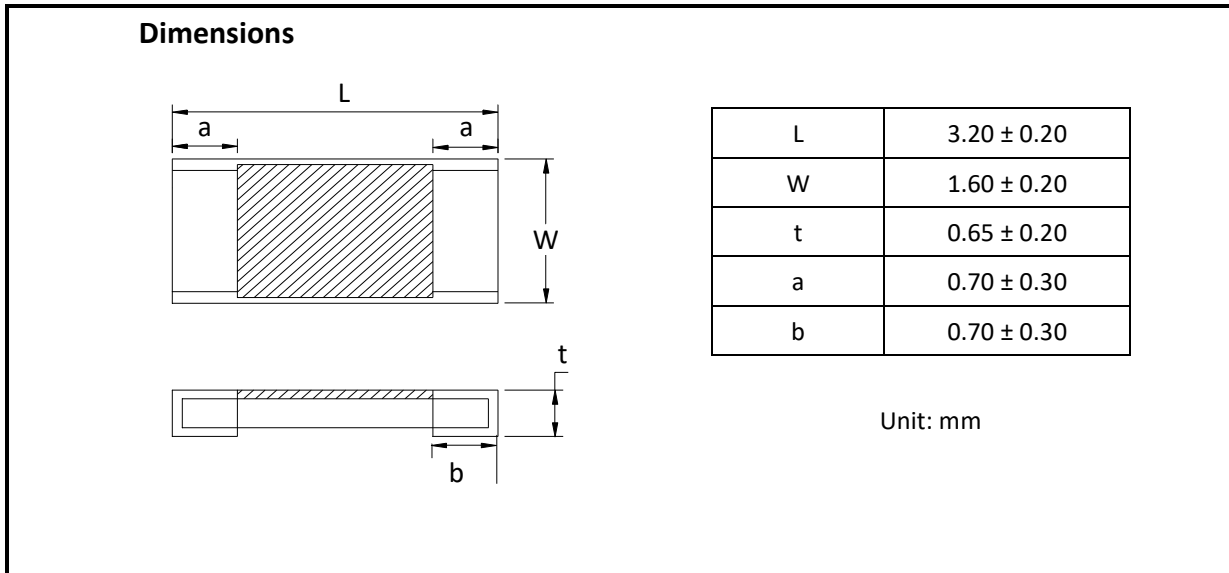 Dimensions
L
a
a
W
t
b
L 3.20 ± 0.20
W 1.60 ± 0.20
t 0.65 ± 0.20
a 0.70 ± 0.30
b 0.70 ± 0.30
Unit: mm